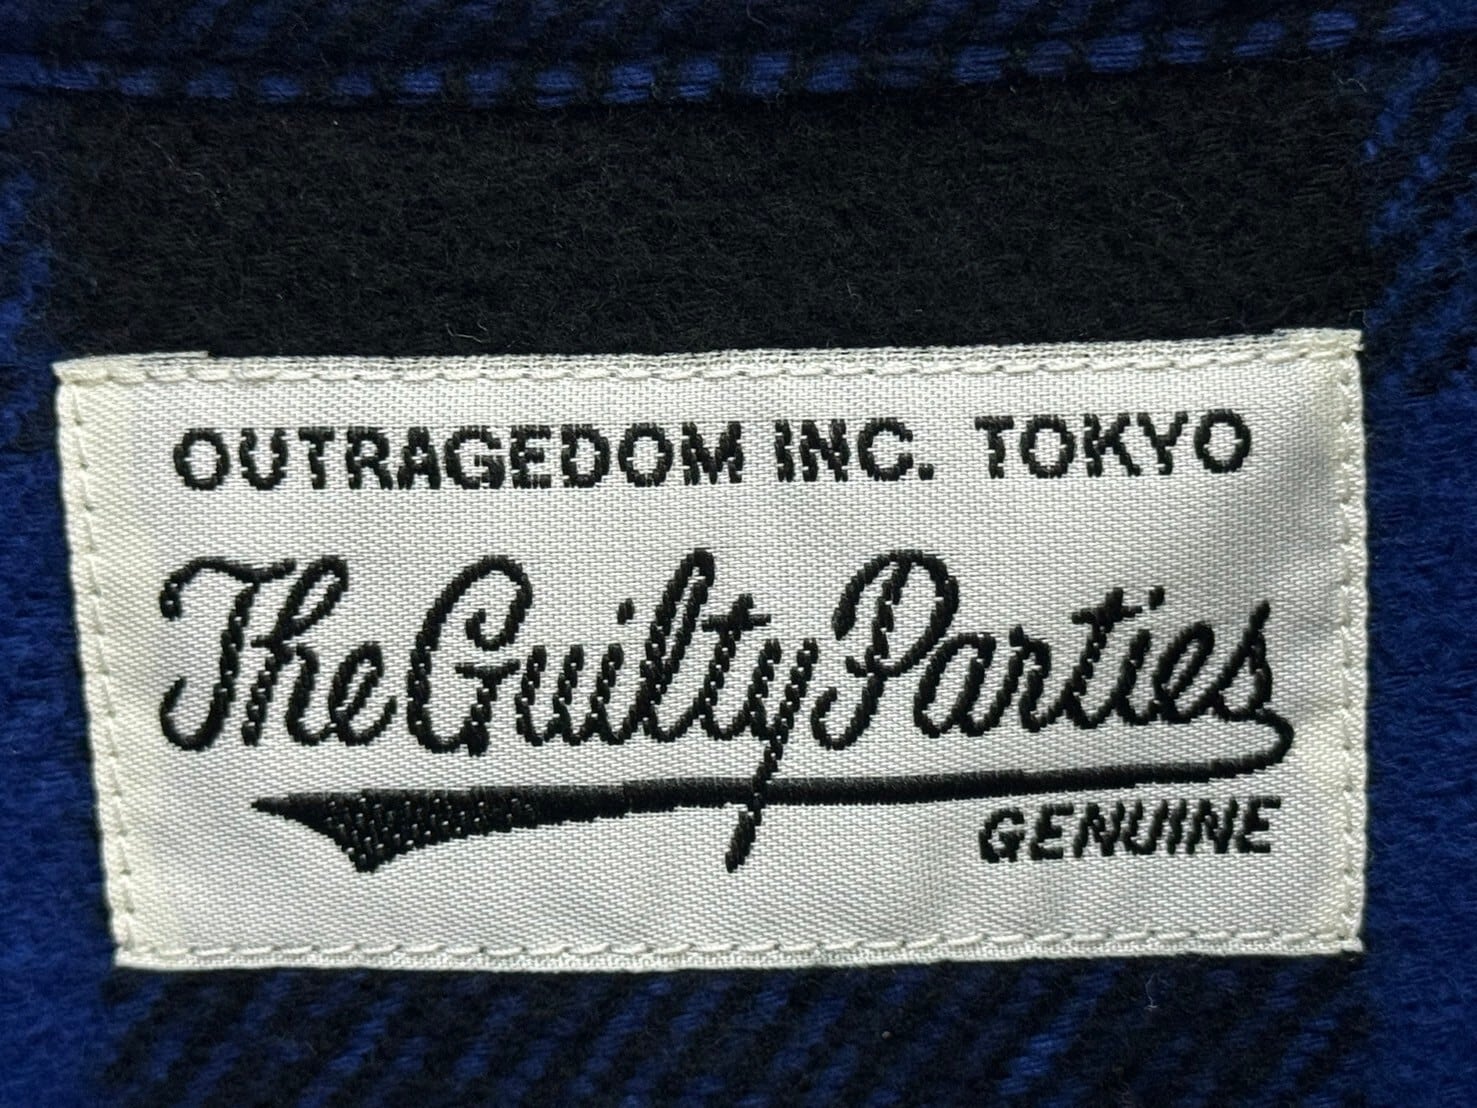 OUTRAGEDOM INC. TOKYO
The Guilty Parties
GENUINE